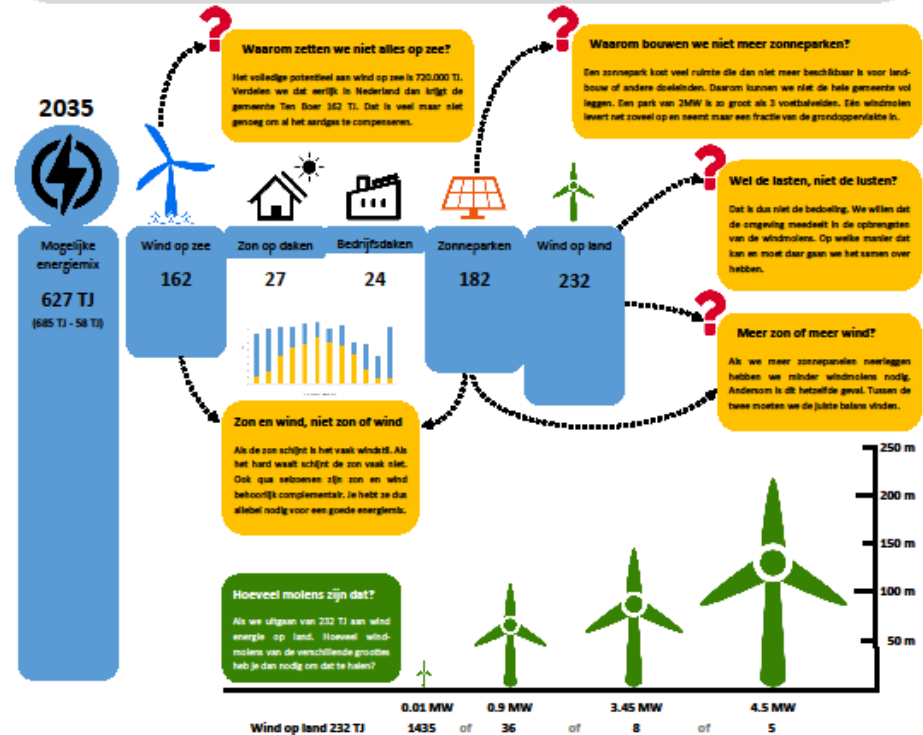 Waarom zetten we niet alles op zee?
Het volledige potentieel aan wind op zee is 720.000 TJ.
Verdelen we dat eerlijk in Nederland dan krijgt de
gemeente Ten Boer 162 TJ. Dat is veel maar niet
genoeg om al het aardgas te compenseren.
Waarom bouwen we niet meer zonneparken?
Een zonnepark kost veel ruimte die dan niet meer beschikbaar is voor land-
bouw of andere doeleinden. Daarom kunnen we niet de hele gemeente vol
leggen. Een park van 2MW is zo groot als 3 voetbalvelden. Eén windmolen
levert net zoveel op en neemt maar een fractie van de grondoppervlakte in.
2035
Mogelijke
energiemix
627 TJ
(685 TJ - 58 TJ)
Wind op zee
162
Zon op daken
27
Bedrijfsdaken
24
Zonneparken
182
Wind op land
232
Wel de lasten, niet de lusten?
Dat is dus niet de bedoeling. We willen dat
de omgeving meedeelt in de opbrengsten
van de windmolens. Op welke manier dat
kan en moet daar gaan we het samen over
hebben.
Meer zon of meer wind?
Als we meer zonnepanelen neerleggen
hebben we minder windmolens nodig.
Andersom is dit hetzelfde geval. Tussen de
twee moeten we de juiste balans vinden.
Zon en wind, niet zon of wind
Als de zon schijnt is het vaak windstil. Als
het hard waait schijnt de zon vaak niet.
Ook qua seizoenen zijn zon en wind
behoorlijk complementair. Je hebt ze dus
allebei nodig voor een goede energiemix.
Hoeveel molens zijn dat?
Als we uitgaan van 232 TJ aan wind
energie op land. Hoeveel wind-
molens van de verschillende groottes
heb je dan nodig om dat te halen?
250 m
200 m
150 m
100 m
50 m
0.01 MW 0.9 MW 3.45 MW 4.5 MW
Wind op land 232 TJ 1435 of 36 of 8 of 5